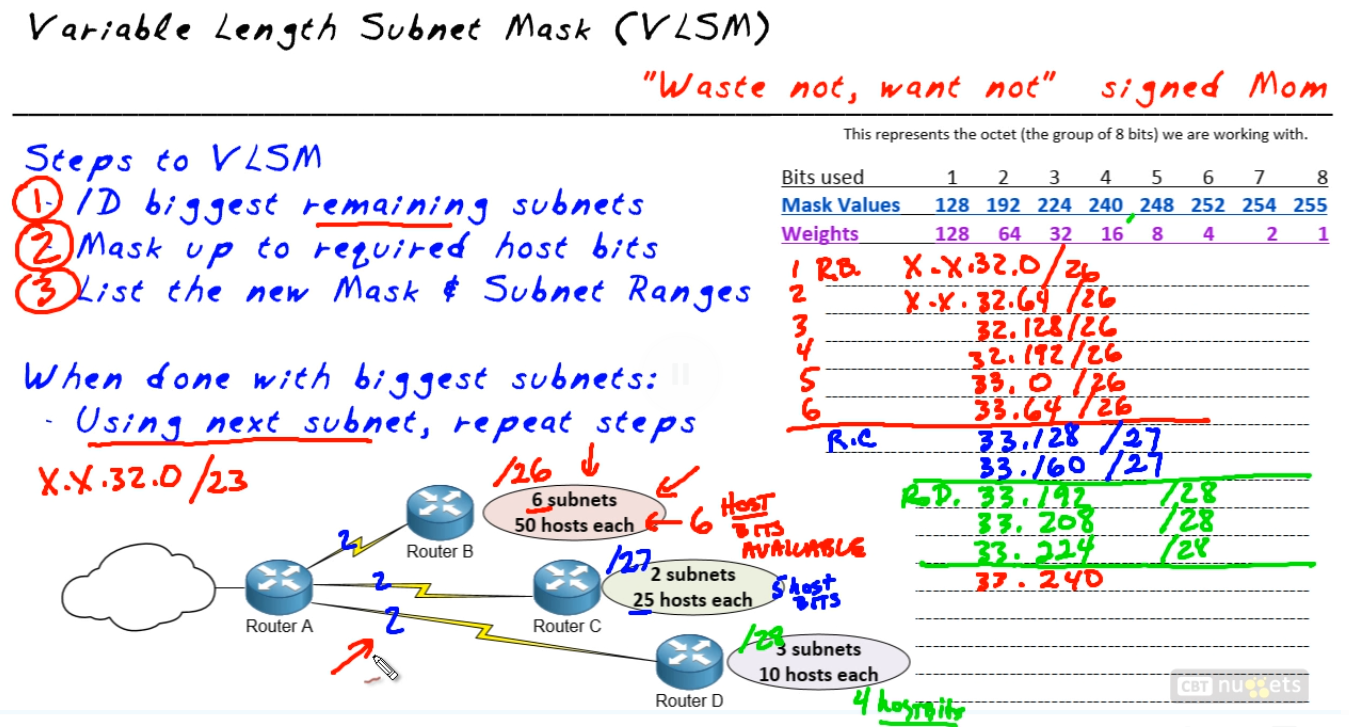 Variable Length Subnet Mask (VLSM)
"Waste not, want not" signed Mom
This represents the octet (the group of 8 bits) we are working with.
Steps to VLSM
1 - ID biggest remaining subnets
2 - Mask up to required host bits
3 - List the new Mask & Subnet Ranges
When done with biggest subnets:
- Using next subnet, repeat steps
X.X.32.0/23
Bits used 1 2 3 4 5 6 7 8
Mask Values 128 192 224 240 248 252 254 255
Weights 128 64 32 16 8 4 2 1
1 R.B. X.X.32.0/26
2 X.X.32.64/26
3 32.128/26
4 32.192/26
5 33.0/26
6 33.64/26
R.C 33.128/27
33.160/27
R.D. 33.192/28
33.208/28
33.224/28
33.240
/26
6 subnets
50 hosts each
6 HOST
BITS
AVAILABLE
Router B
2
/27
2 subnets
25 hosts each
5 host
BITS
2
Router A
Router C
2
/28
3 subnets
10 hosts each
Router D
4 hostBits
CBT nuggets